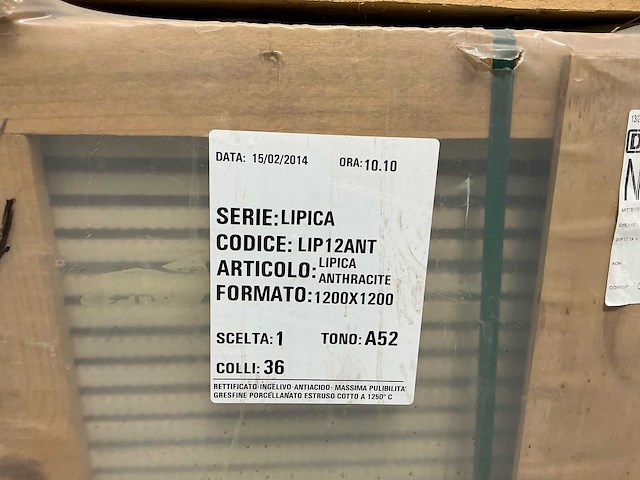 DATA: 15/02/2014 ORA: 10.10
SERIE: LIPICA
CODICE: LIP12ANT
ARTICOLO: LIPICA
ANTHRACITE
FORMATO: 1200X1200
SCELTA: 1 TONO: A52
COLLI: 36
RETTIFICATO-INGELIVO-ANTIACIDO- MASSIMA PULIBILITA'
GRESFINE PORCELLANATO ESTRUSO COTTO A 1250° C